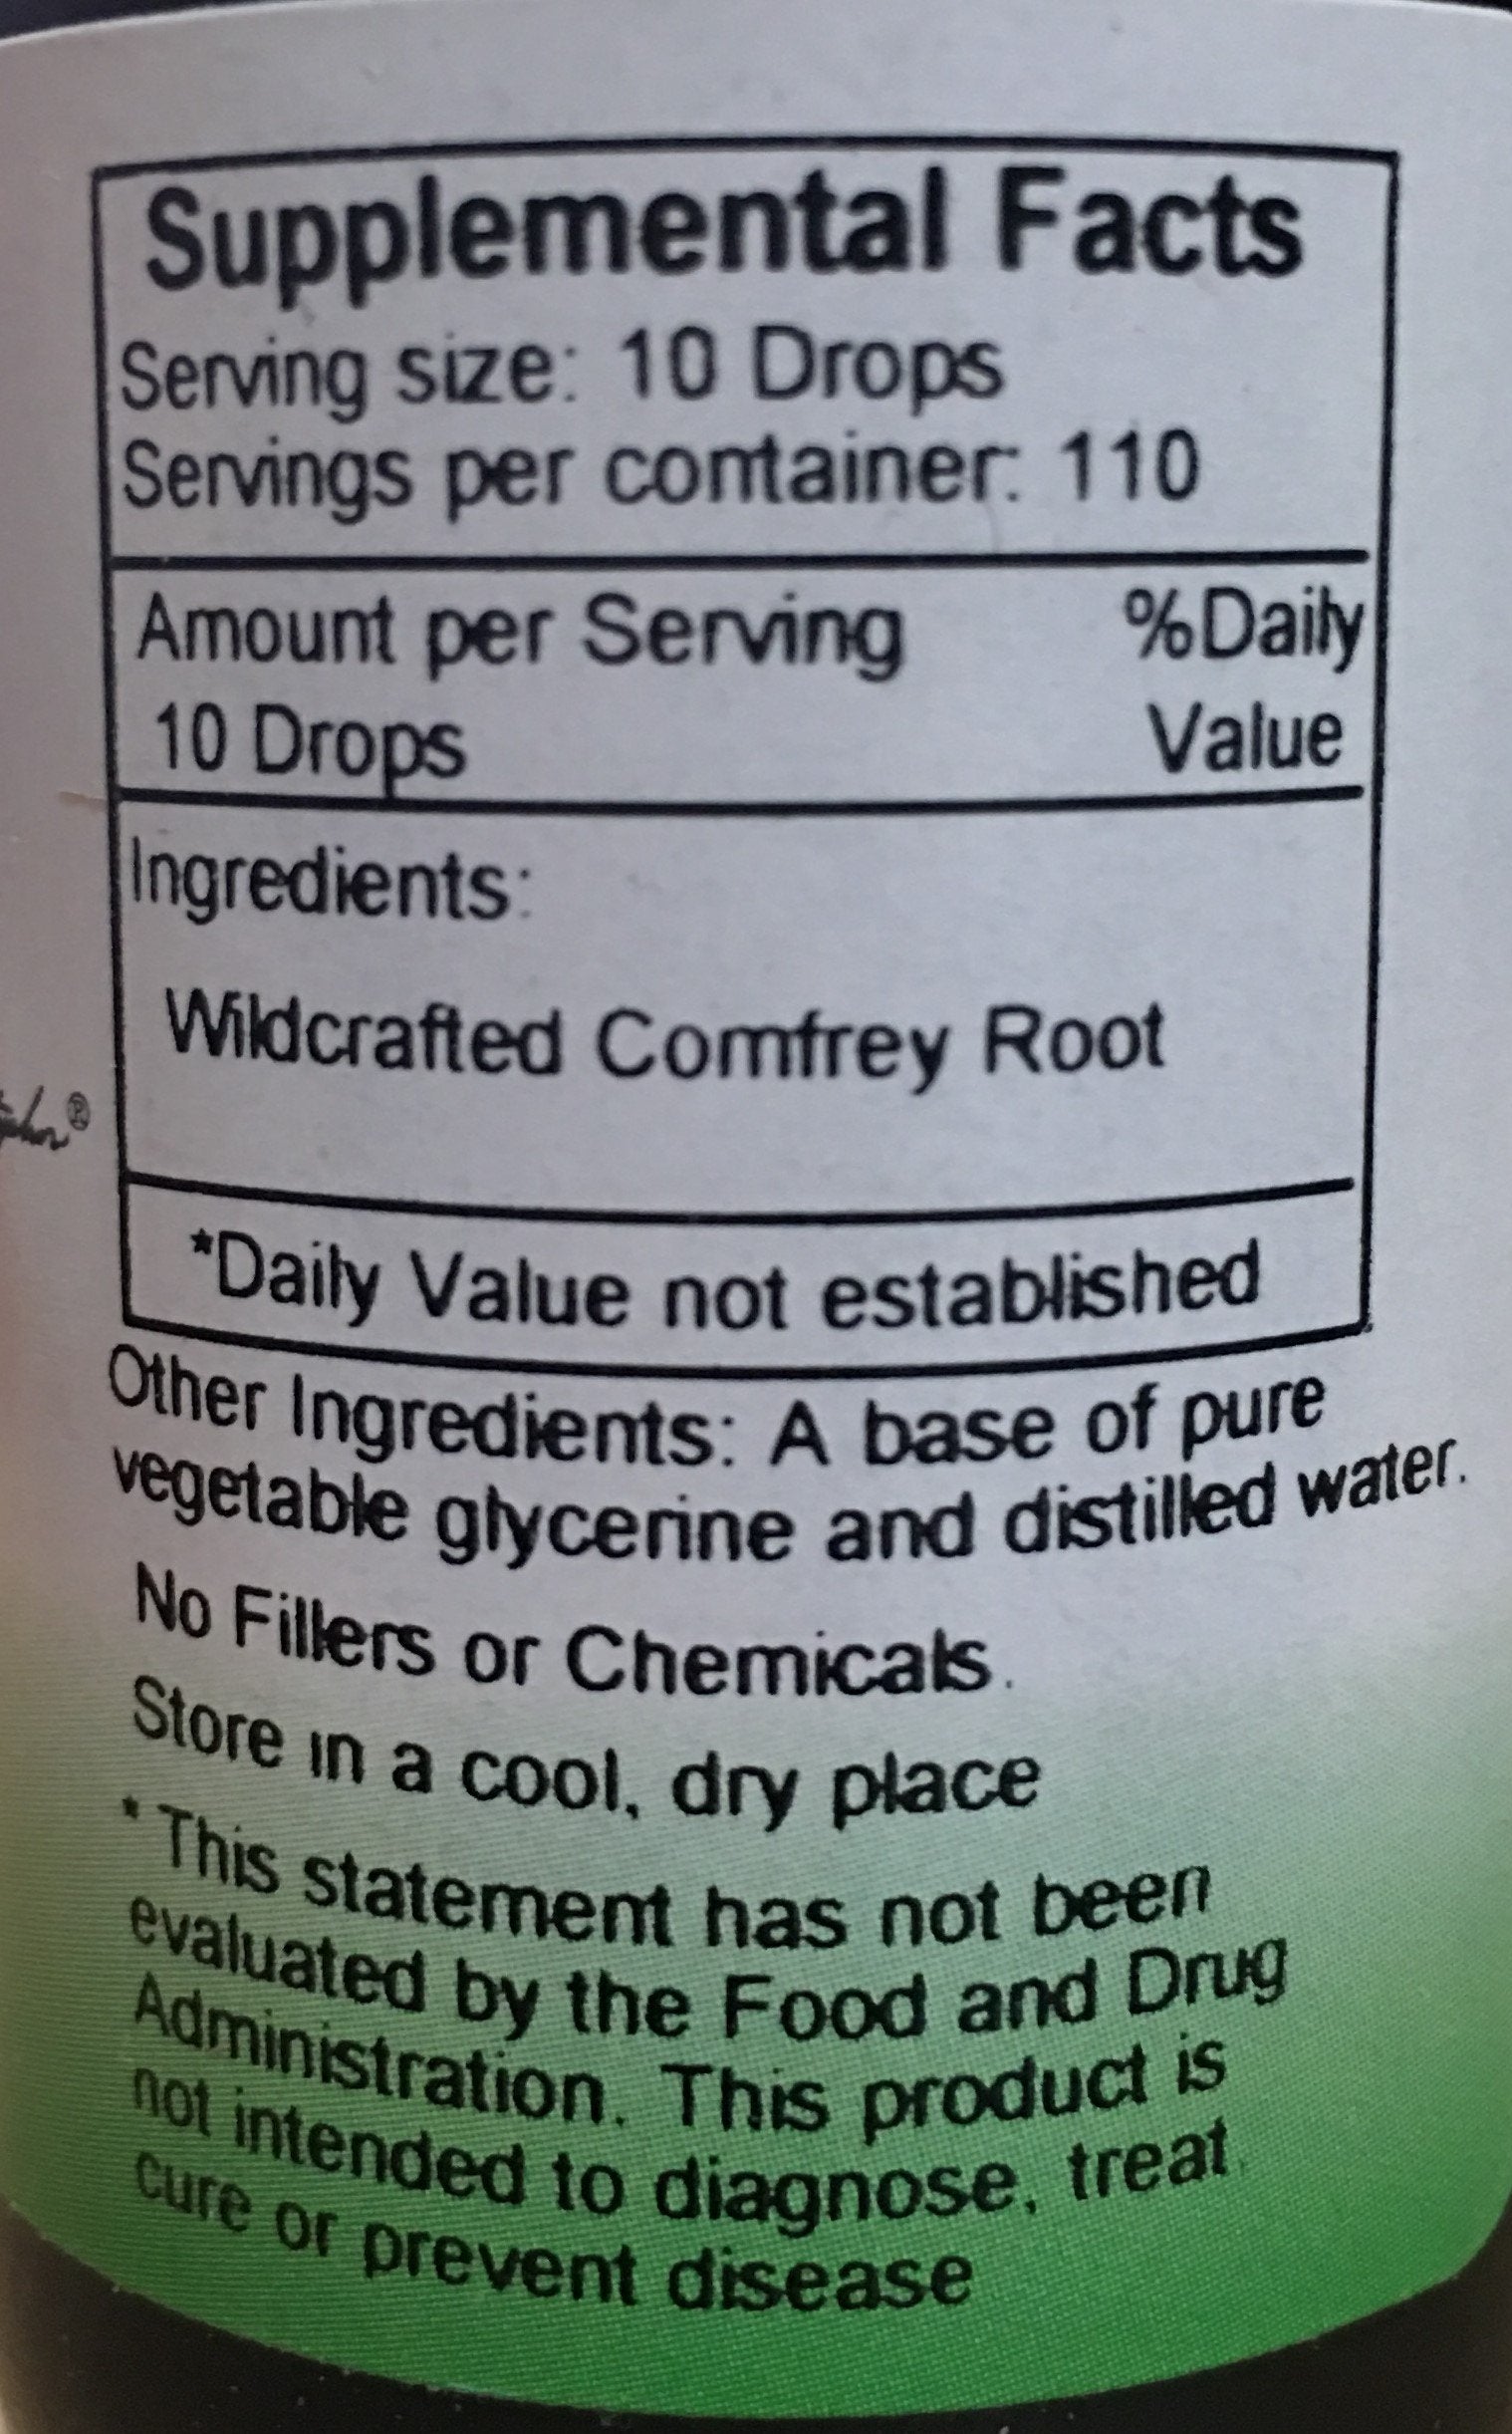 Supplemental Facts
Serving size: 10 Drops
Servings per container: 110
Amount per Serving %Daily
10 Drops Value
Ingredients:
Wildcrafted Comfrey Root
*Daily Value not established
Other Ingredients: A base of pure
vegetable glycerine and distilled water.
No Fillers or Chemicals.
Store in a cool, dry place
* This statement has not been
evaluated by the Food and Drug
Administration. This product is
not intended to diagnose, treat,
cure or prevent disease